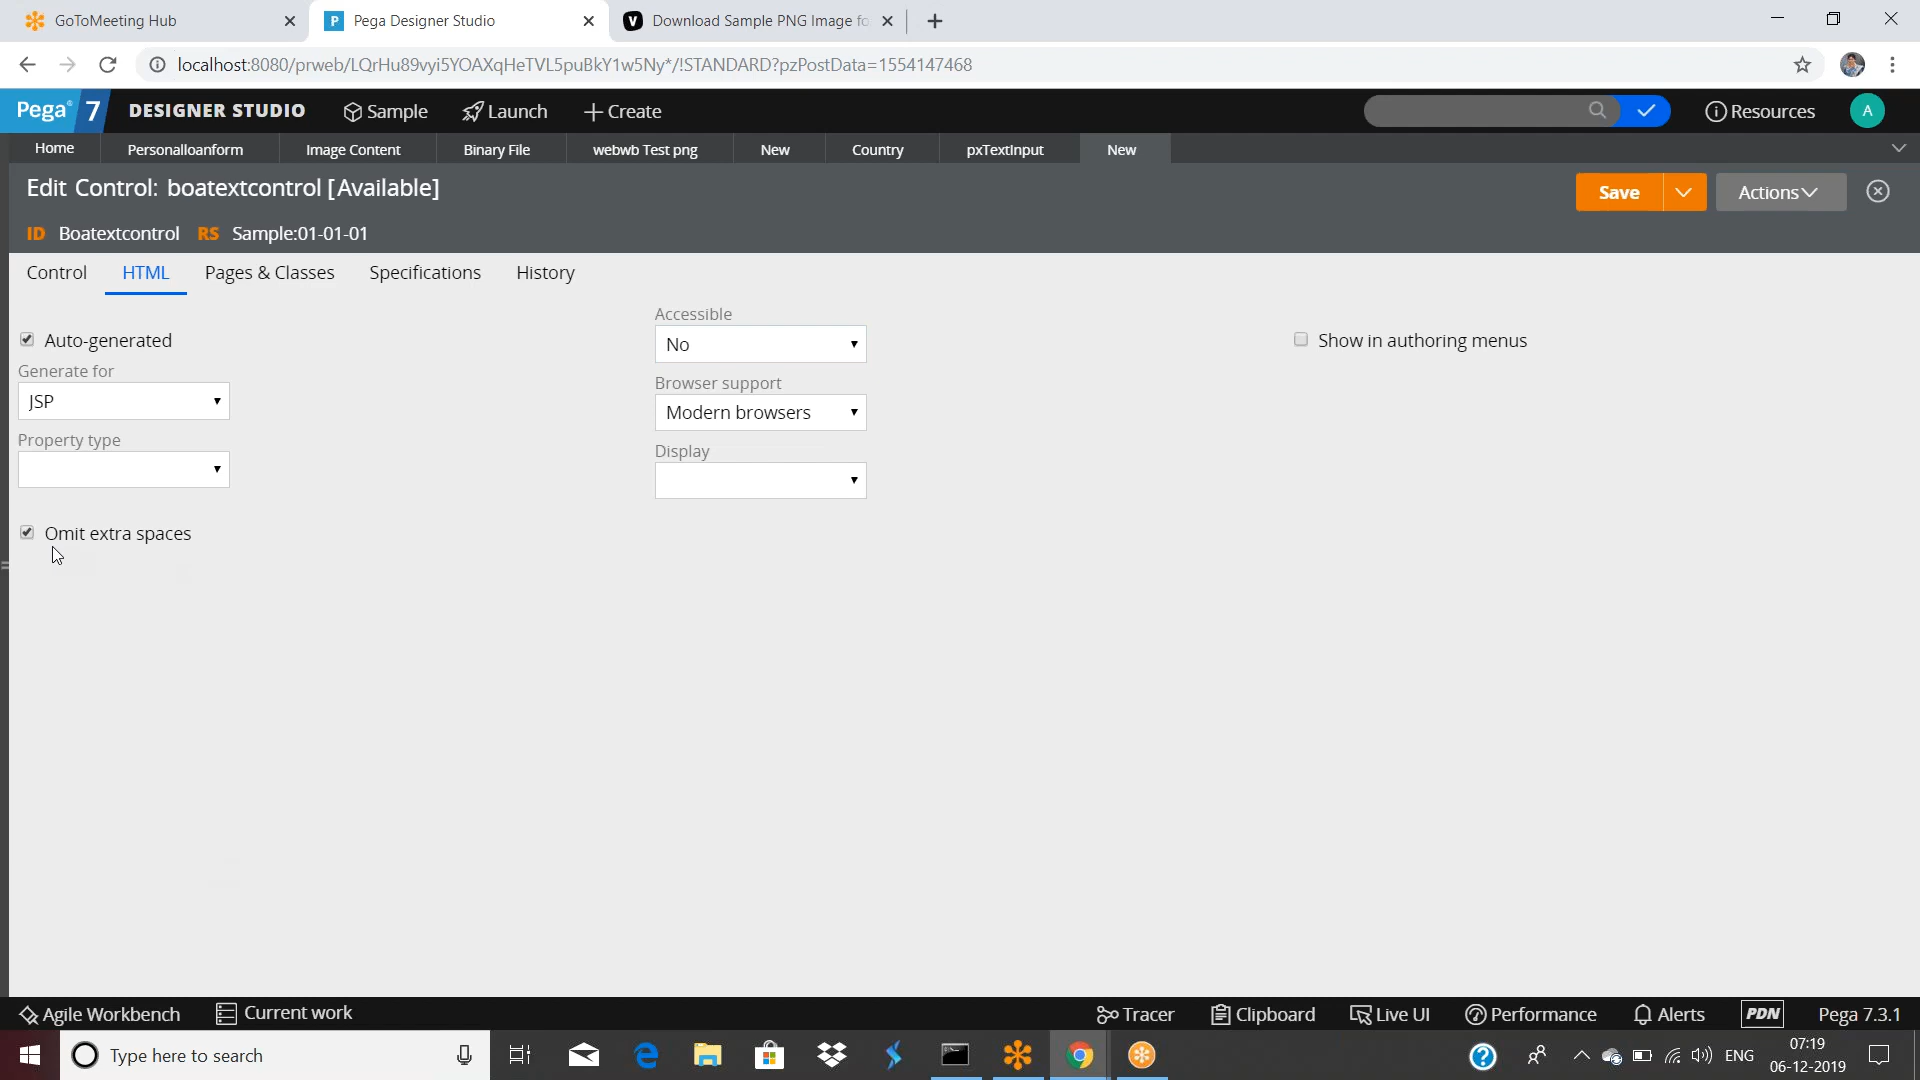 GoToMeeting Hub
Pega Designer Studio
Download Sample PNG Image fo
localhost:8080/prweb/LQrHu89vyi5YOAXqHeTVL5puBkY1w5Ny*/!STANDARD?pzPostData=1554147468
Pega 7 DESIGNER STUDIO Sample Launch Create Resources A
Home Personalloanform Image Content Binary File webwb Test png New Country pxTextInput New
Edit Control: boatextcontrol [Available]
Save Actions
ID Boatextcontrol RS Sample:01-01-01
Control HTML Pages & Classes Specifications History
Auto-generated
Generate for
JSP
Property type
Omit extra spaces
Accessible
No
Browser support
Modern browsers
Display
Show in authoring menus
Agile Workbench Current work Tracer Clipboard Live UI Performance Alerts PDN Pega 7.3.1
Type here to search
ENG
07:19
06-12-2019